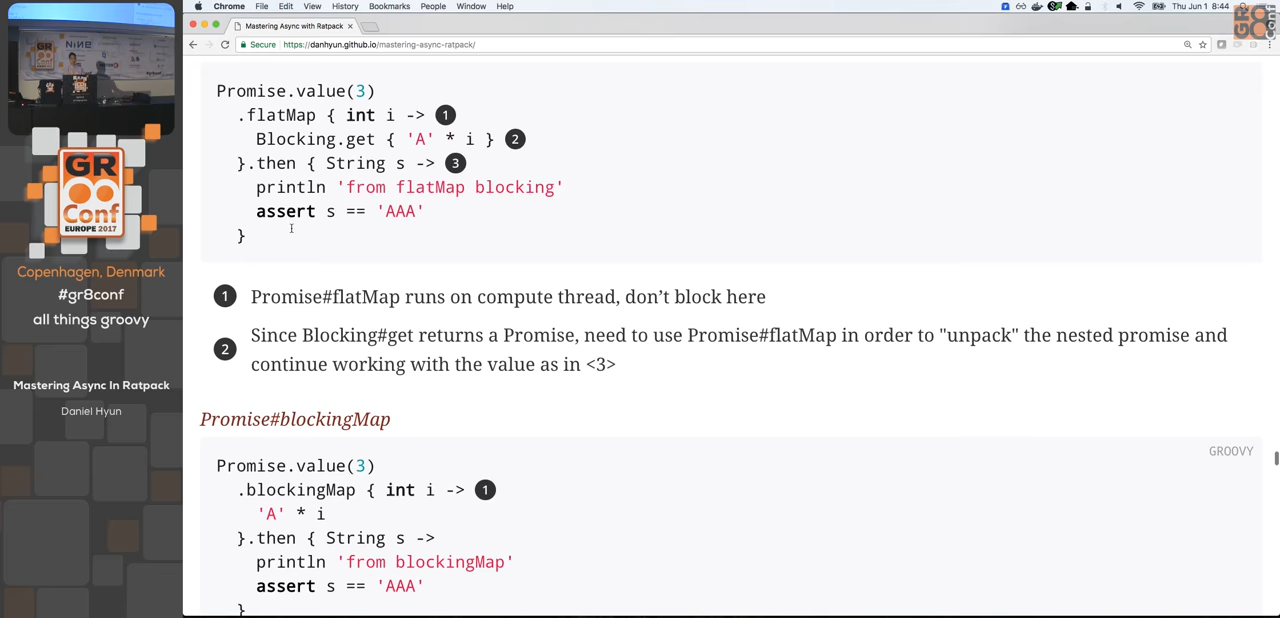 Chrome File Edit View History Bookmarks People Window Help Thu Jun 1 8:44
Mastering Async with Ratpack
Secure https://danhyun.github.io/mastering-async-ratpack/
GR8Conf
NINE
GR
Conf
EUROPE 2017
Copenhagen, Denmark
#gr8conf
all things groovy
Mastering Async In Ratpack
Daniel Hyun
Promise.value(3)
.flatMap { int i -> 1
Blocking.get { 'A' * i } 2
}.then { String s -> 3
println 'from flatMap blocking'
assert s == 'AAA'
}
1 Promise#flatMap runs on compute thread, don’t block here
2 Since Blocking#get returns a Promise, need to use Promise#flatMap in order to "unpack" the nested promise and
continue working with the value as in <3>
Promise#blockingMap
GROOVY
Promise.value(3)
.blockingMap { int i -> 1
'A' * i
}.then { String s ->
println 'from blockingMap'
assert s == 'AAA'
}